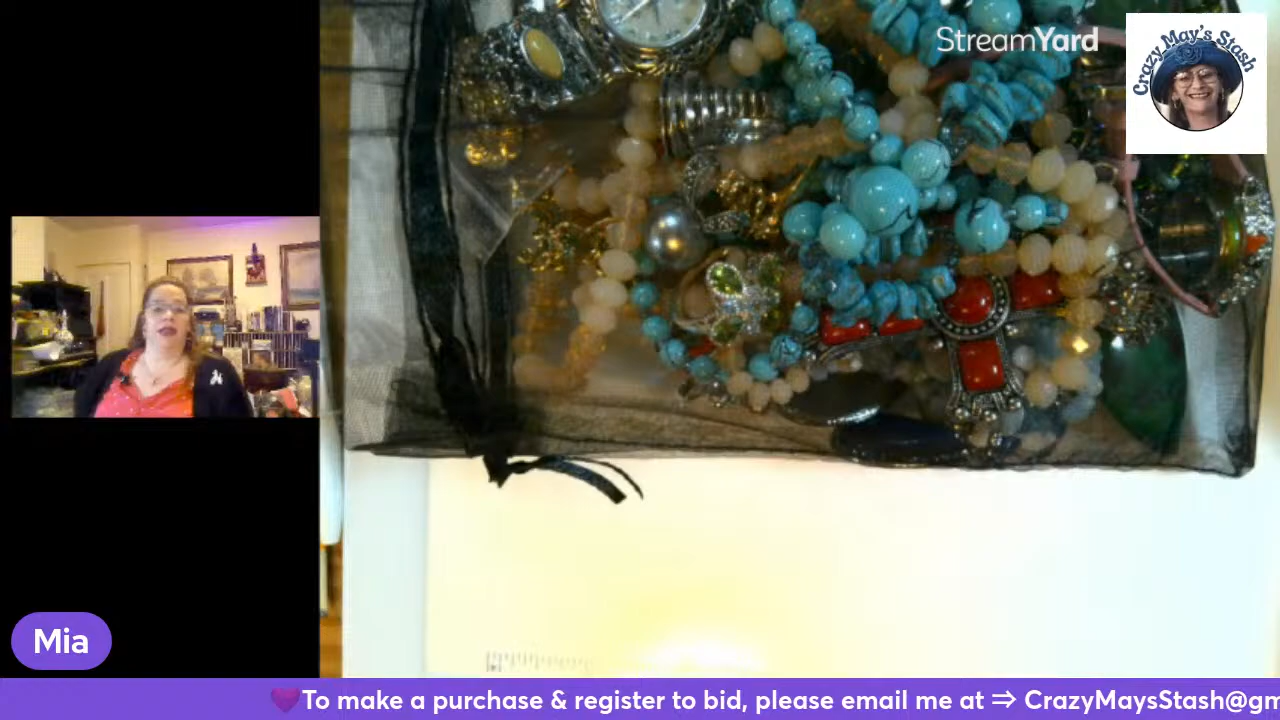 StreamYard
Crazy May's Stash
Mia
💜To make a purchase & register to bid, please email me at ⇒ CrazyMaysStash@gm